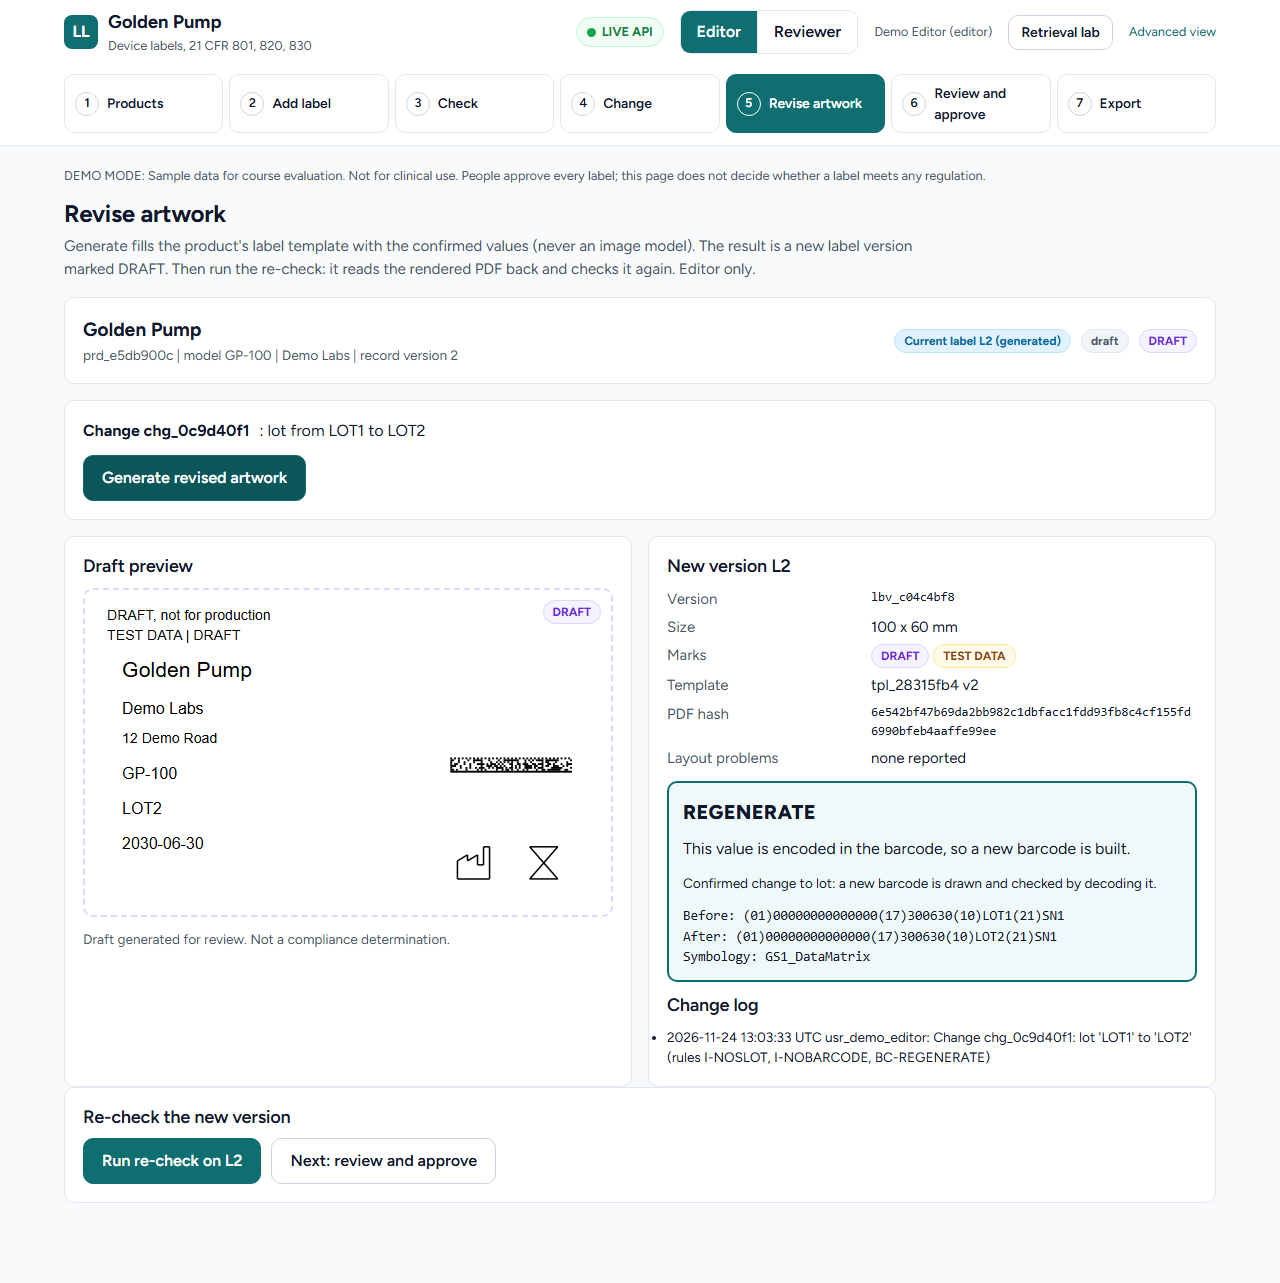 LL
Golden Pump
Device labels, 21 CFR 801, 820, 830
LIVE API
Editor
Reviewer
Demo Editor (editor)
Retrieval lab
Advanced view
1 Products
2 Add label
3 Check
4 Change
5 Revise artwork
6 Review and approve
7 Export
DEMO MODE: Sample data for course evaluation. Not for clinical use. People approve every label; this page does not decide whether a label meets any regulation.
Revise artwork
Generate fills the product's label template with the confirmed values (never an image model). The result is a new label version
marked DRAFT. Then run the re-check: it reads the rendered PDF back and checks it again. Editor only.
Golden Pump
prd_e5db900c | model GP-100 | Demo Labs | record version 2
Current label L2 (generated)
draft
DRAFT
Change chg_0c9d40f1 : lot from LOT1 to LOT2
Generate revised artwork
Draft preview
DRAFT
DRAFT, not for production
TEST DATA | DRAFT
Golden Pump
Demo Labs
12 Demo Road
GP-100
LOT2
2030-06-30
Draft generated for review. Not a compliance determination.
New version L2
Version lbv_c04c4bf8
Size 100 x 60 mm
Marks DRAFT TEST DATA
Template tpl_28315fb4 v2
PDF hash 6e542bf47b69da2bb982c1dbfacc1fdd93fb8c4cf155fd
6990bfeb4aaffe99ee
Layout problems none reported
REGENERATE
This value is encoded in the barcode, so a new barcode is built.
Confirmed change to lot: a new barcode is drawn and checked by decoding it.
Before: (01)00000000000000(17)300630(10)LOT1(21)SN1
After: (01)00000000000000(17)300630(10)LOT2(21)SN1
Symbology: GS1_DataMatrix
Change log
• 2026-11-24 13:03:33 UTC usr_demo_editor: Change chg_0c9d40f1: lot 'LOT1' to 'LOT2'
(rules I-NOSLOT, I-NOBARCODE, BC-REGENERATE)
Re-check the new version
Run re-check on L2
Next: review and approve